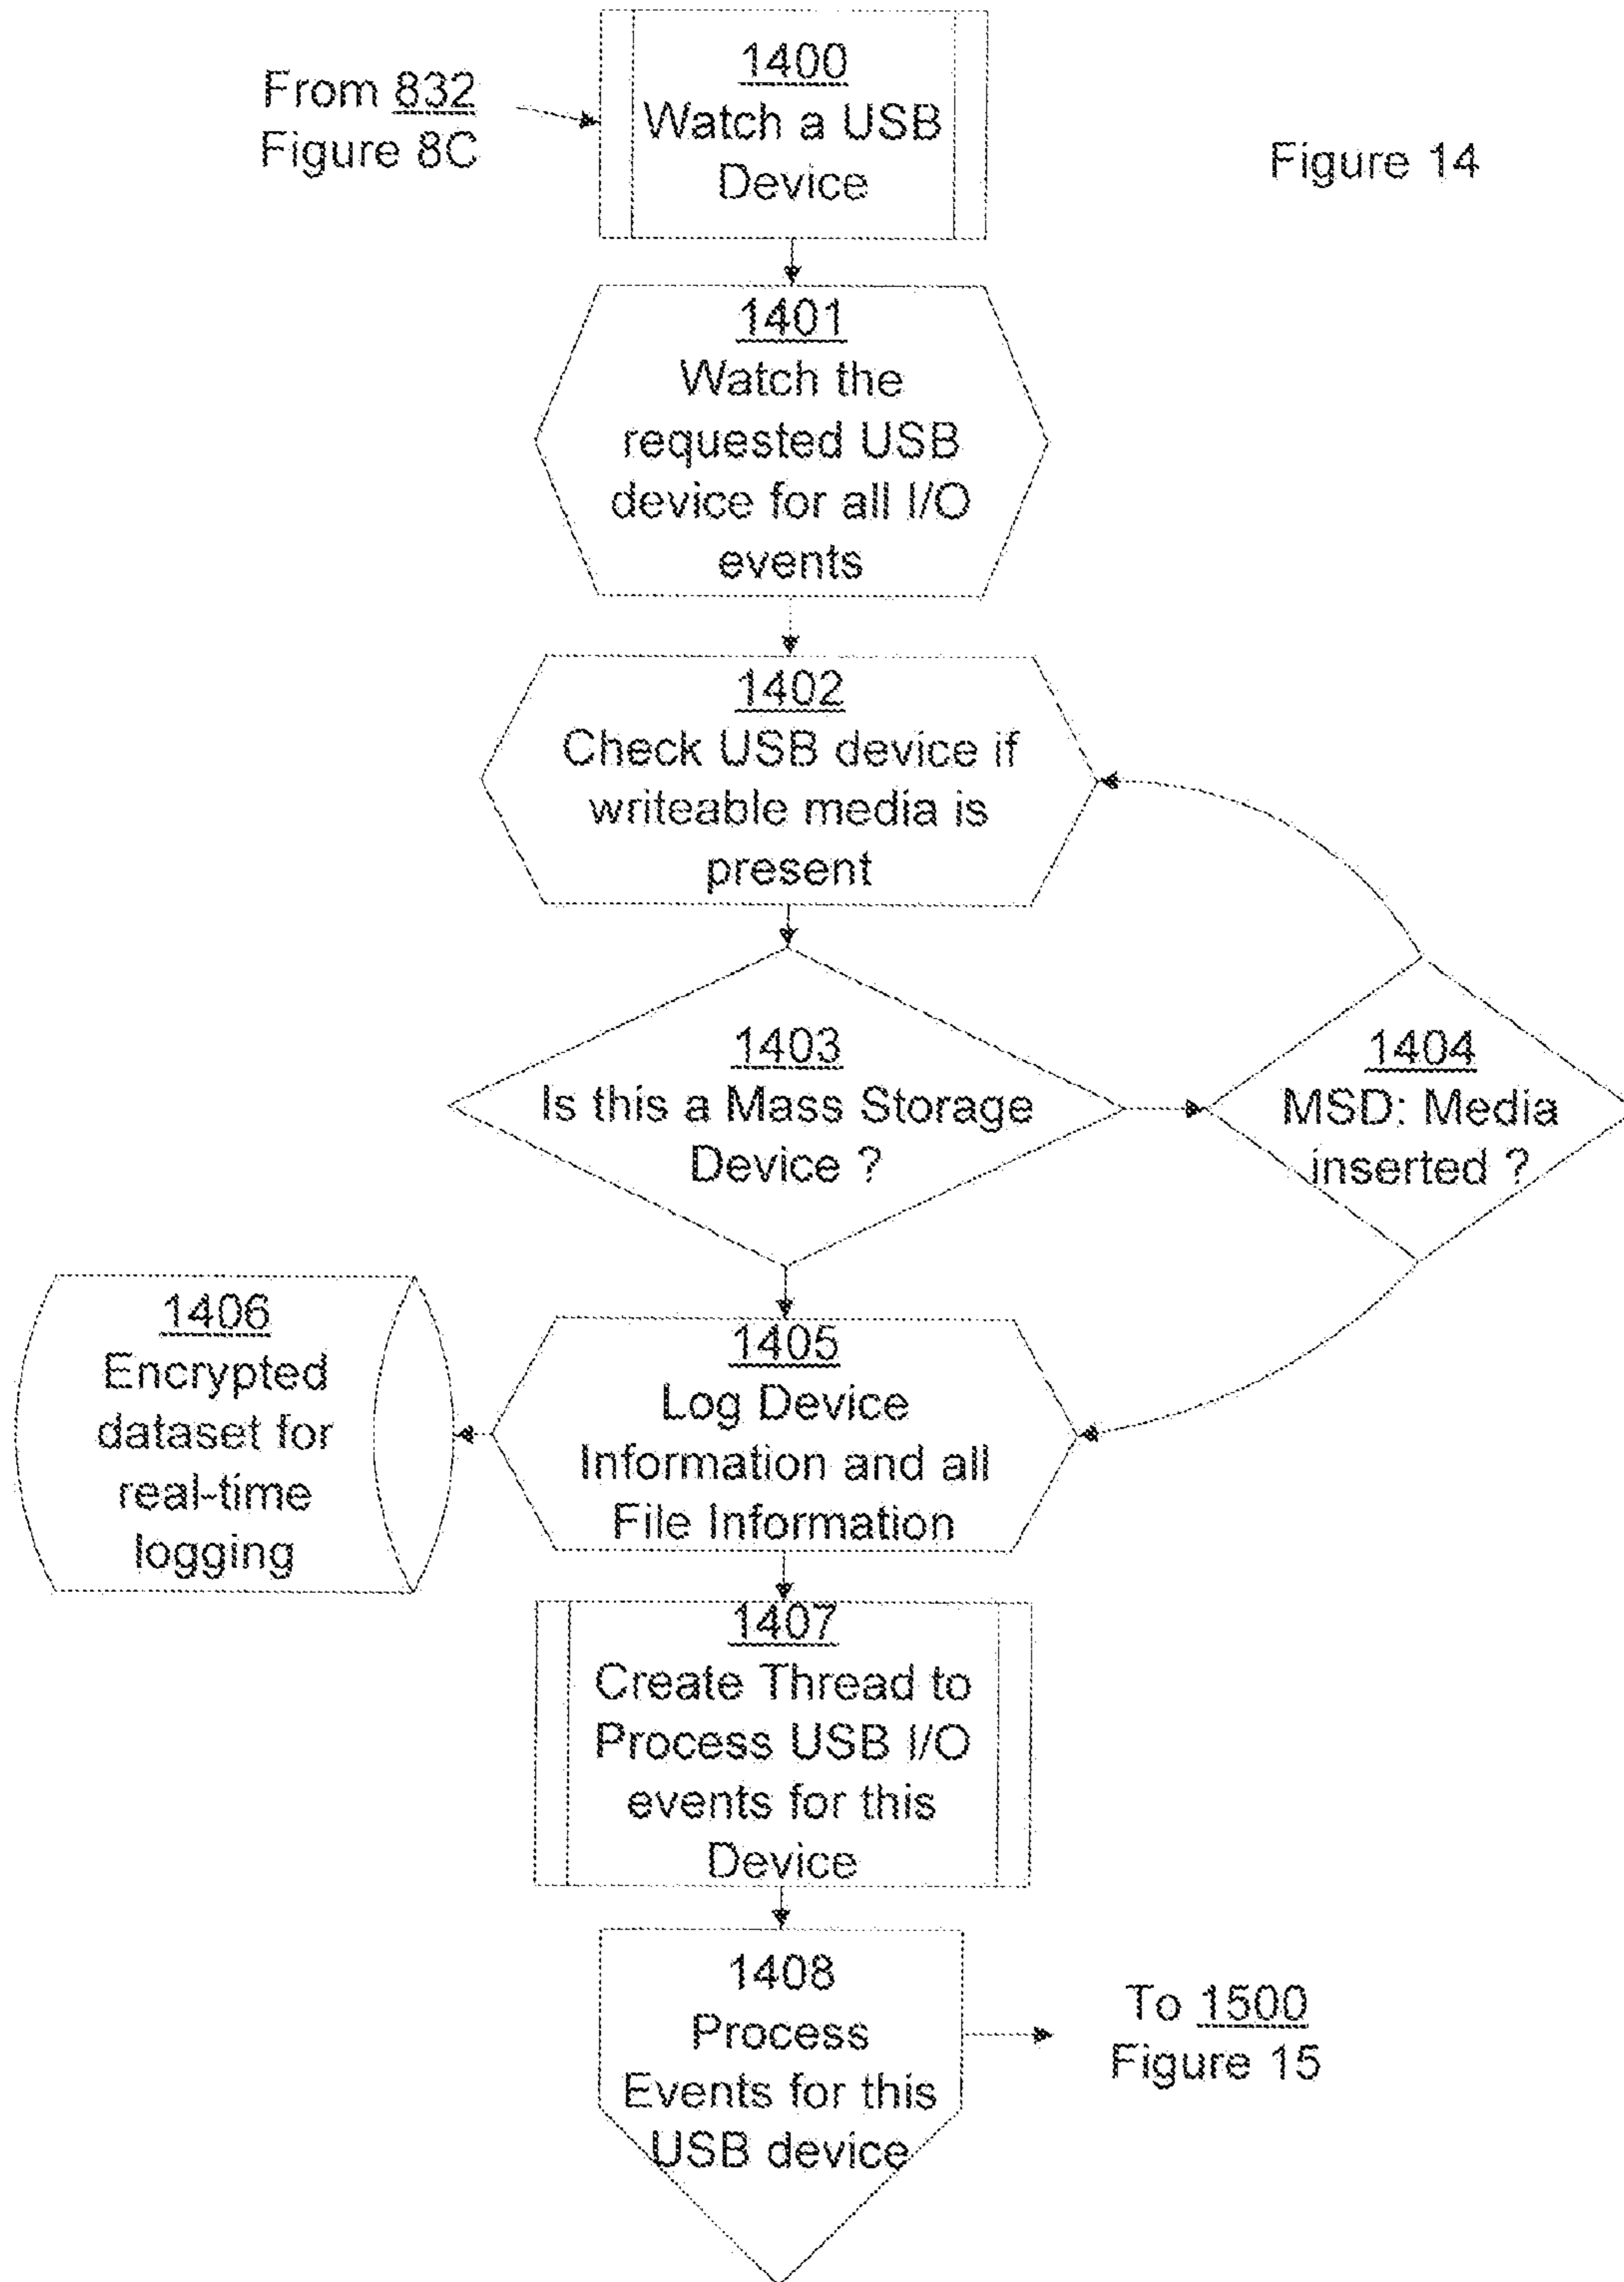 From 832
Figure 8C
1400
Watch a USB
Device
Figure 14
1401
Watch the
requested USB
device for all I/O
events
1402
Check USB device if
writeable media is
present
1403
Is this a Mass Storage
Device ?
1404
MSD: Media
inserted ?
1405
Log Device
Information and all
File Information
1406
Encrypted
dataset for
real-time
logging
1407
Create Thread to
Process USB I/O
events for this
Device
1408
Process
Events for this
USB device
To 1500
Figure 15